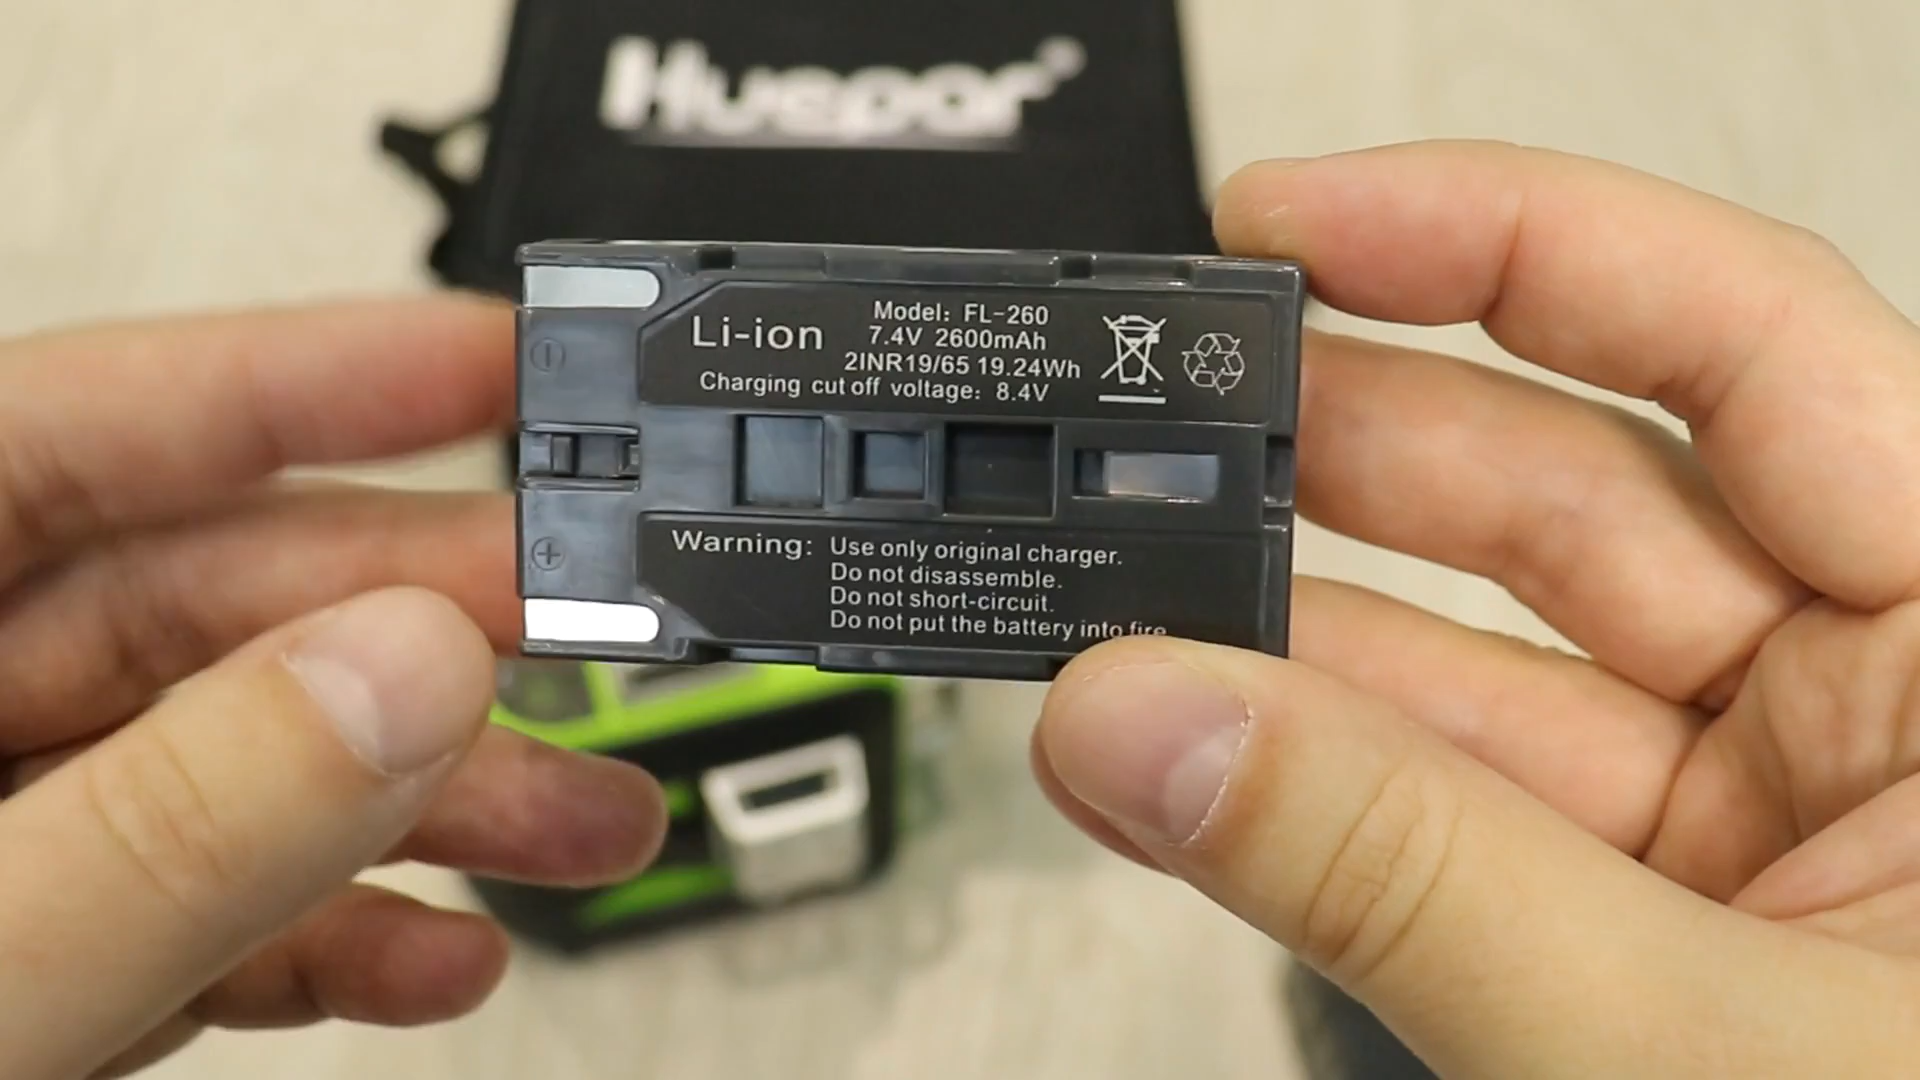 Huepar
Li-ion
Model: FL-260
7.4V 2600mAh
2INR19/65 19.24Wh
Charging cut off voltage: 8.4V
Warning: Use only original charger.
Do not disassemble.
Do not short-circuit.
Do not put the battery into fire